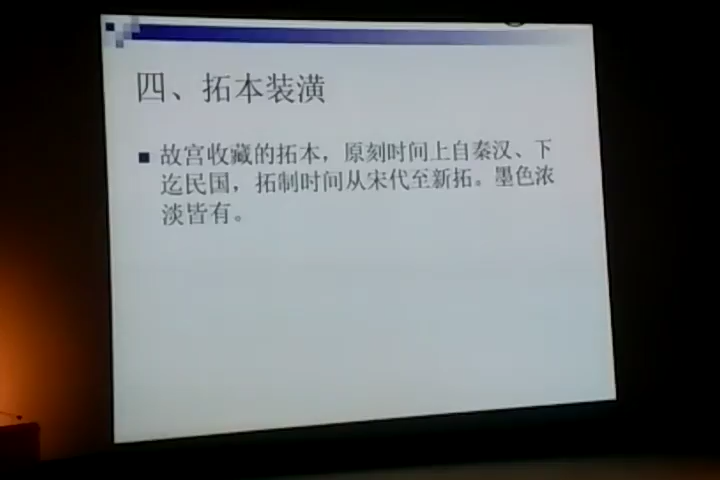 四、拓本装潢
故宫收藏的拓本，原刻时间上自秦汉、下
迄民国，拓制时间从宋代至新拓。墨色浓
淡皆有。